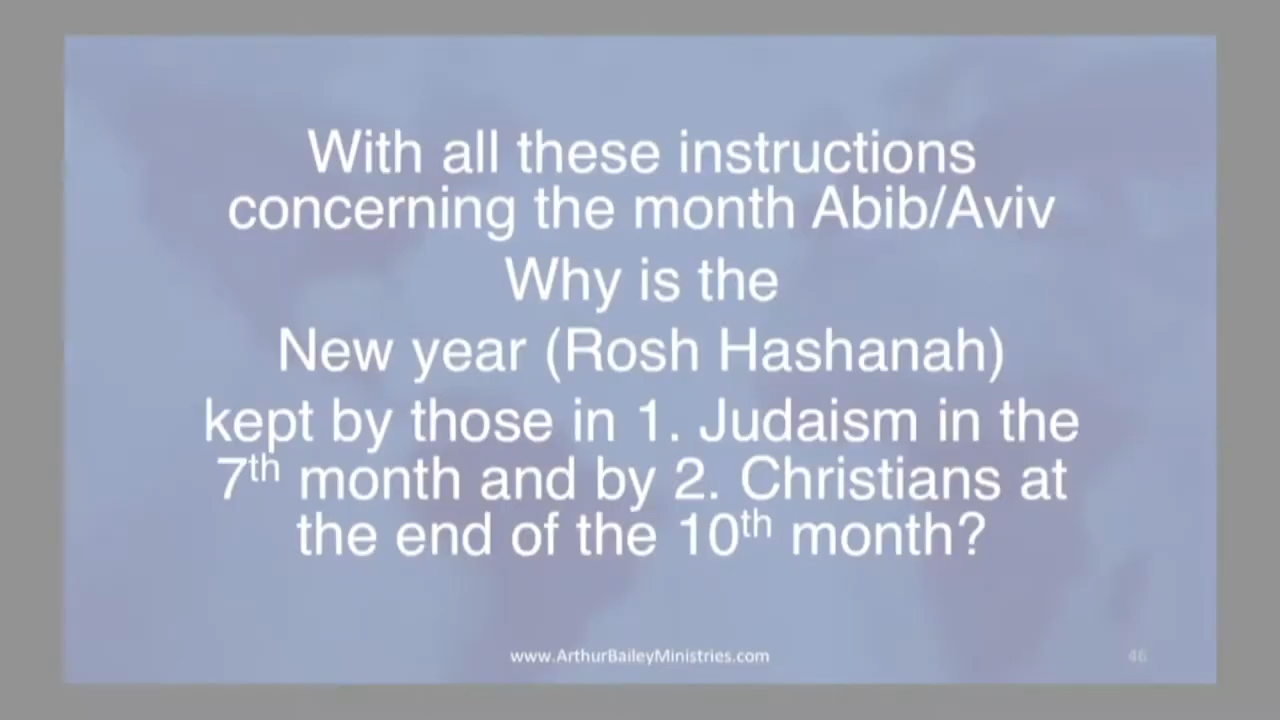 With all these instructions
concerning the month Abib/Aviv
Why is the
New year (Rosh Hashanah)
kept by those in 1. Judaism in the
7th month and by 2. Christians at
the end of the 10th month?
www.ArthurBaileyMinistries.com
46